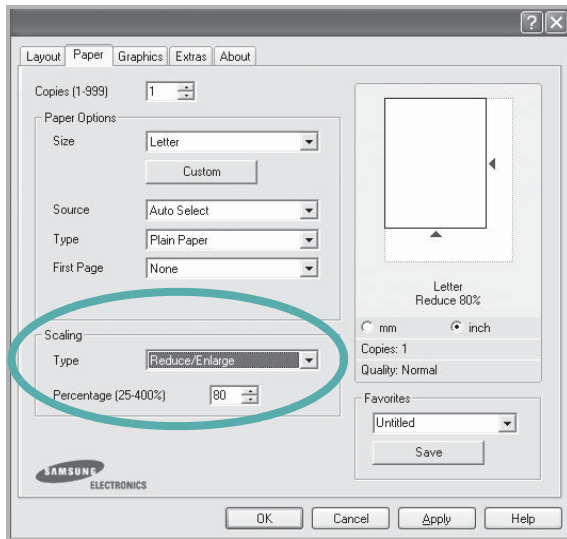 Layout Paper Graphics Extras About
Copies (1-999) 1
Paper Options
Size Letter
Custom
Source Auto Select
Type Plain Paper
First Page None
Scaling
Type Reduce/Enlarge
Percentage (25-400%) 80
SAMSUNG
ELECTRONICS
Letter
Reduce 80%
mm inch
Copies: 1
Quality: Normal
Favorites
Untitled
Save
OK Cancel Apply Help